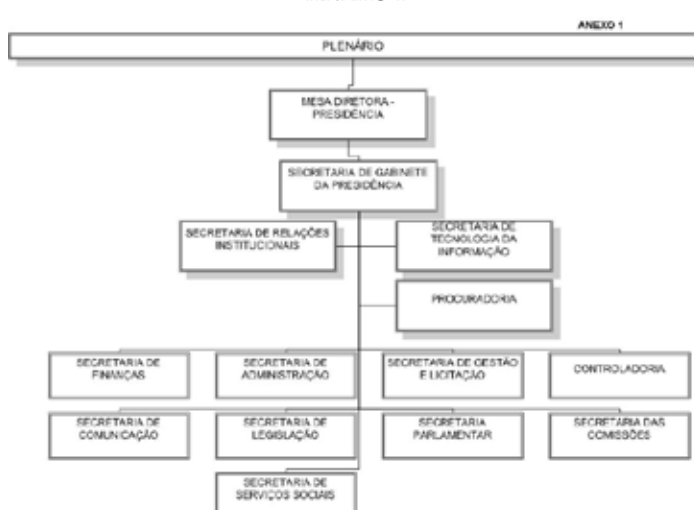 ANEXO 1
PLENÁRIO
MESA DIRETORA -
PRESIDÊNCIA
SECRETARIA DE GABINETE
DA PRESIDÊNCIA
SECRETARIA DE RELAÇÕES
INSTITUCIONAIS
SECRETARIA DE
TECNOLOGIA DA
INFORMAÇÃO
PROCURADORIA
SECRETARIA DE
FINANÇAS
SECRETARIA DE
ADMINISTRAÇÃO
SECRETARIA DE GESTÃO
E LICITAÇÃO
CONTROLADORIA
SECRETARIA DE
COMUNICAÇÃO
SECRETARIA DE
LEGISLAÇÃO
SECRETARIA
PARLAMENTAR
SECRETARIA DAS
COMISSÕES
SECRETARIA DE
SERVIÇOS SOCIAIS